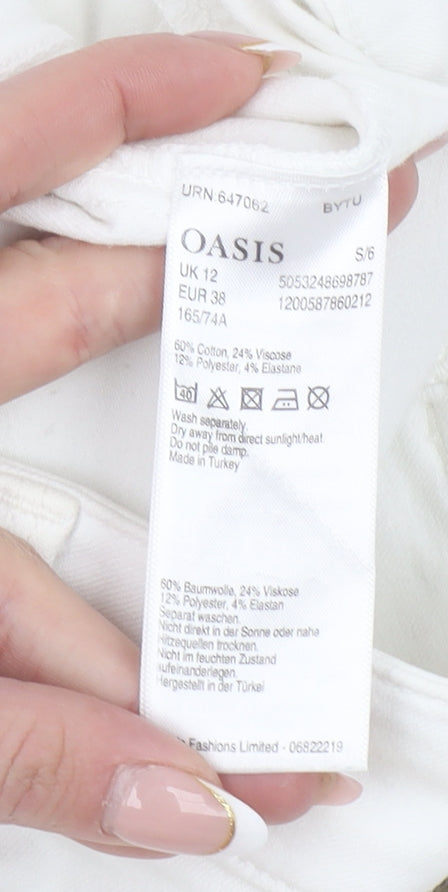 URN:647062 BYTU
OASIS S/6
UK 12 5053248698787
EUR 38 1200587860212
165/74A
60% Cotton, 24% Viscose
12% Polyester, 4% Elastane
40
Wash separately.
Dry away from direct sunlight/heat.
Do not pile damp.
Made in Turkey
60% Baumwolle, 24% Viskose
12% Polyester, 4% Elastan
Separat waschen.
Nicht direkt in der Sonne oder nahe
Hitzequellen trocknen.
Nicht im feuchten Zustand
aufeinanderlegen.
Hergestellt in der Türkei
Fashions Limited - 06822219